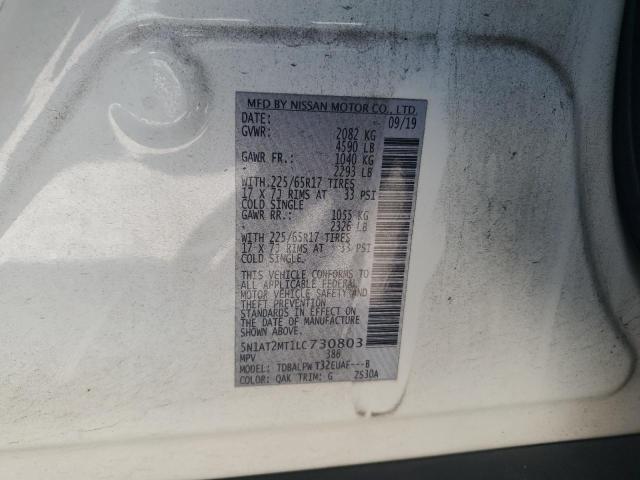 MFD BY NISSAN MOTOR CO., LTD.
DATE: 09/19
GVWR: 2082 KG
4590 LB
GAWR FR.: 1040 KG
2293 LB
WITH 225/65R17 TIRES
17 X 7J RIMS AT 33 PSI
COLD SINGLE
GAWR RR.: 1055 KG
2326 LB
WITH 225/65R17 TIRES
17 X 7J RIMS AT 33 PSI
COLD SINGLE.
THIS VEHICLE CONFORMS TO
ALL APPLICABLE FEDERAL
MOTOR VEHICLE SAFETY AND
THEFT PREVENTION
STANDARDS IN EFFECT ON THE
DATE OF MANUFACTURE SHOWN
ABOVE.
5N1AT2MT1LC730803
MPV 386
MODEL: TDBALPW T32EUAF---B
COLOR: QAK TRIM: G 2S30A